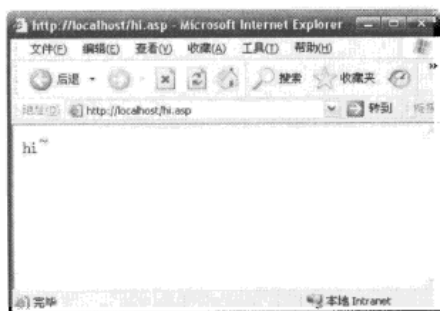 http://localhost/hi.asp - Microsoft Internet Explorer
文件(F) 编辑(E) 查看(V) 收藏(A) 工具(T) 帮助(H)
后退 搜索 收藏夹 »
地址(D) http://localhost/hi.asp 转到
hi~
完毕 本地 Intranet